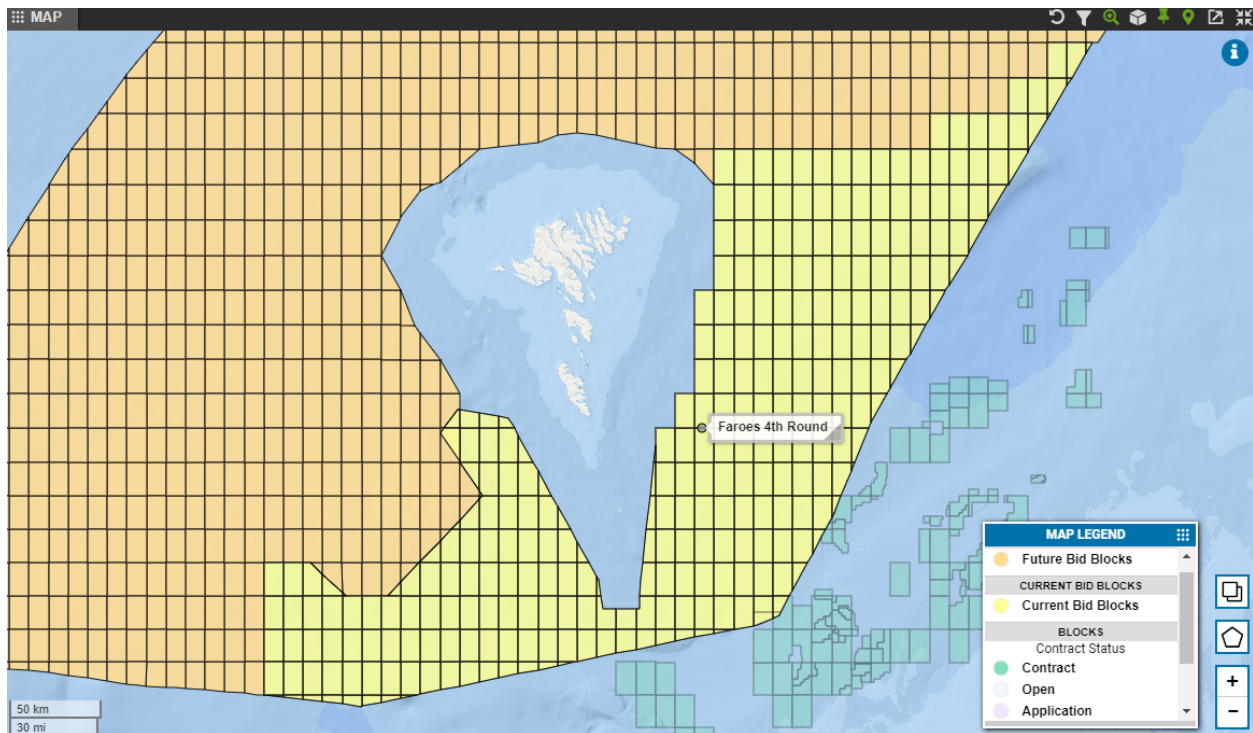 MAP
Faroes 4th Round
MAP LEGEND
Future Bid Blocks
CURRENT BID BLOCKS
Current Bid Blocks
BLOCKS
Contract Status
Contract
Open
Application
50 km
30 mi